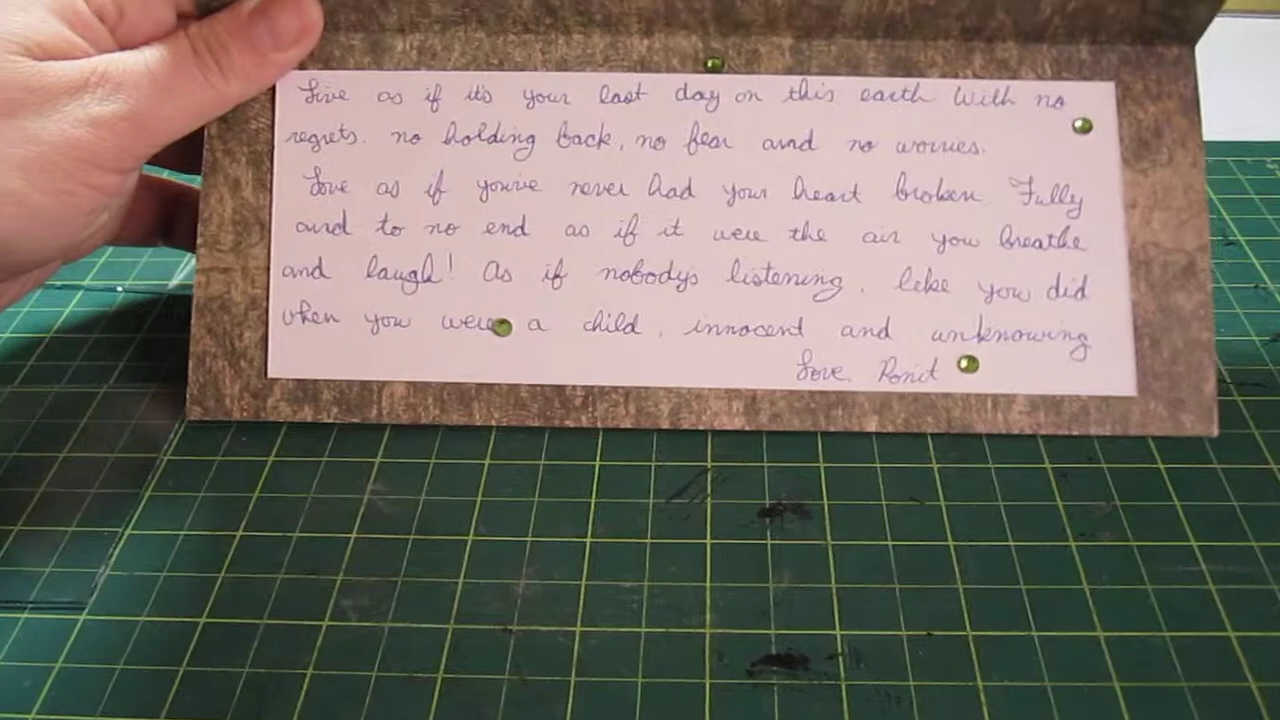 Live as if it's your last day on this earth With no
regrets. no holding back, no fear and no worries.
Love as if you've never had your heart broken Fully
and to no end as if it were the air you breathe
and laugh! As if nobodys listening, like you did
when you were a child, innocent and unknowing
Love, Ronit